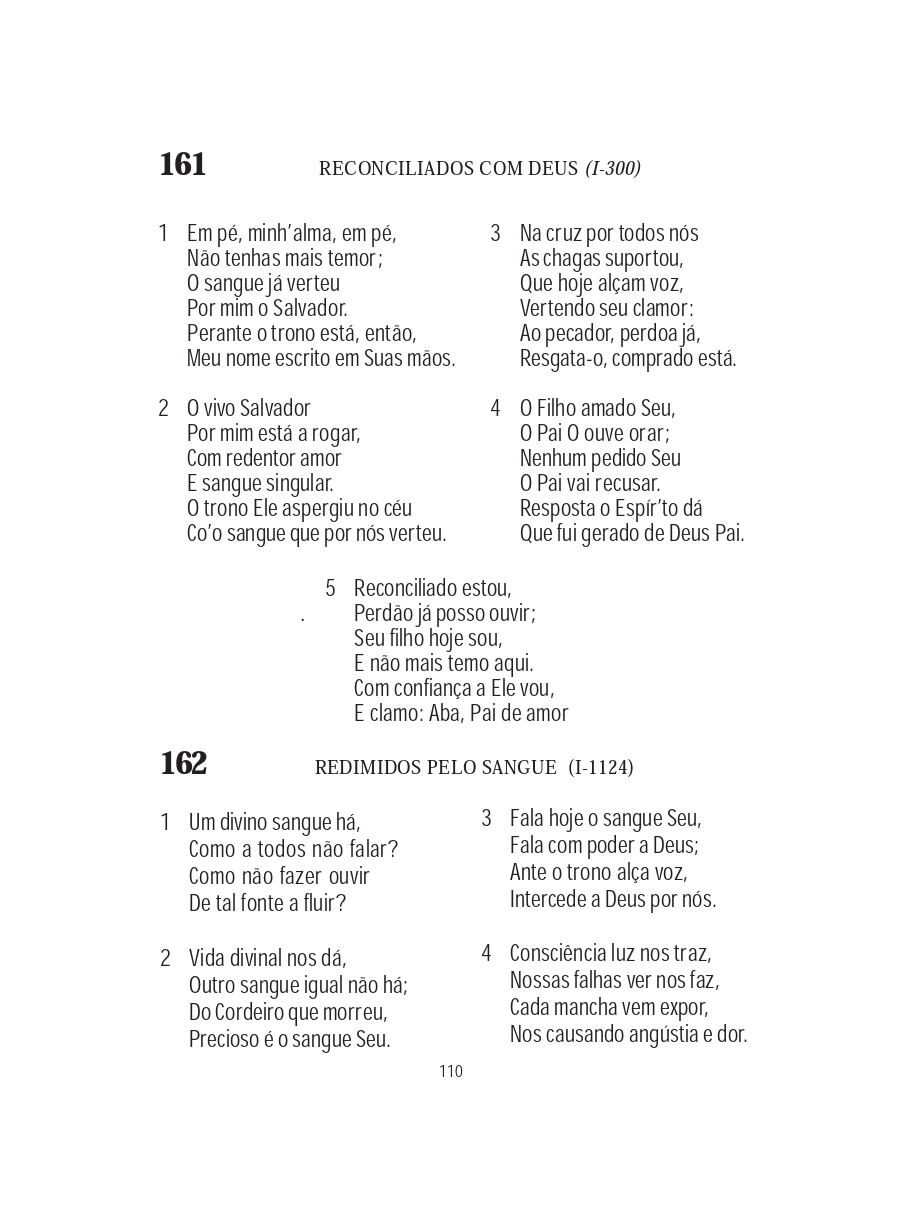 161 RECONCILIADOS COM DEUS (I-300)
1 Em pé, minh’alma, em pé,
Não tenhas mais temor;
O sangue já verteu
Por mim o Salvador.
Perante o trono está, então,
Meu nome escrito em Suas mãos.
2 O vivo Salvador
Por mim está a rogar,
Com redentor amor
E sangue singular.
O trono Ele aspergiu no céu
Co’o sangue que por nós verteu.
3 Na cruz por todos nós
As chagas suportou,
Que hoje alçam voz,
Vertendo seu clamor:
Ao pecador, perdoa já,
Resgata-o, comprado está.
4 O Filho amado Seu,
O Pai O ouve orar;
Nenhum pedido Seu
O Pai vai recusar.
Resposta o Espír’to dá
Que fui gerado de Deus Pai.
5 Reconciliado estou,
. Perdão já posso ouvir;
Seu filho hoje sou,
E não mais temo aqui.
Com confiança a Ele vou,
E clamo: Aba, Pai de amor
162 REDIMIDOS PELO SANGUE (I-1124)
1 Um divino sangue há,
Como a todos não falar?
Como não fazer ouvir
De tal fonte a fluir?
2 Vida divinal nos dá,
Outro sangue igual não há;
Do Cordeiro que morreu,
Precioso é o sangue Seu.
3 Fala hoje o sangue Seu,
Fala com poder a Deus;
Ante o trono alça voz,
Intercede a Deus por nós.
4 Consciência luz nos traz,
Nossas falhas ver nos faz,
Cada mancha vem expor,
Nos causando angústia e dor.
110